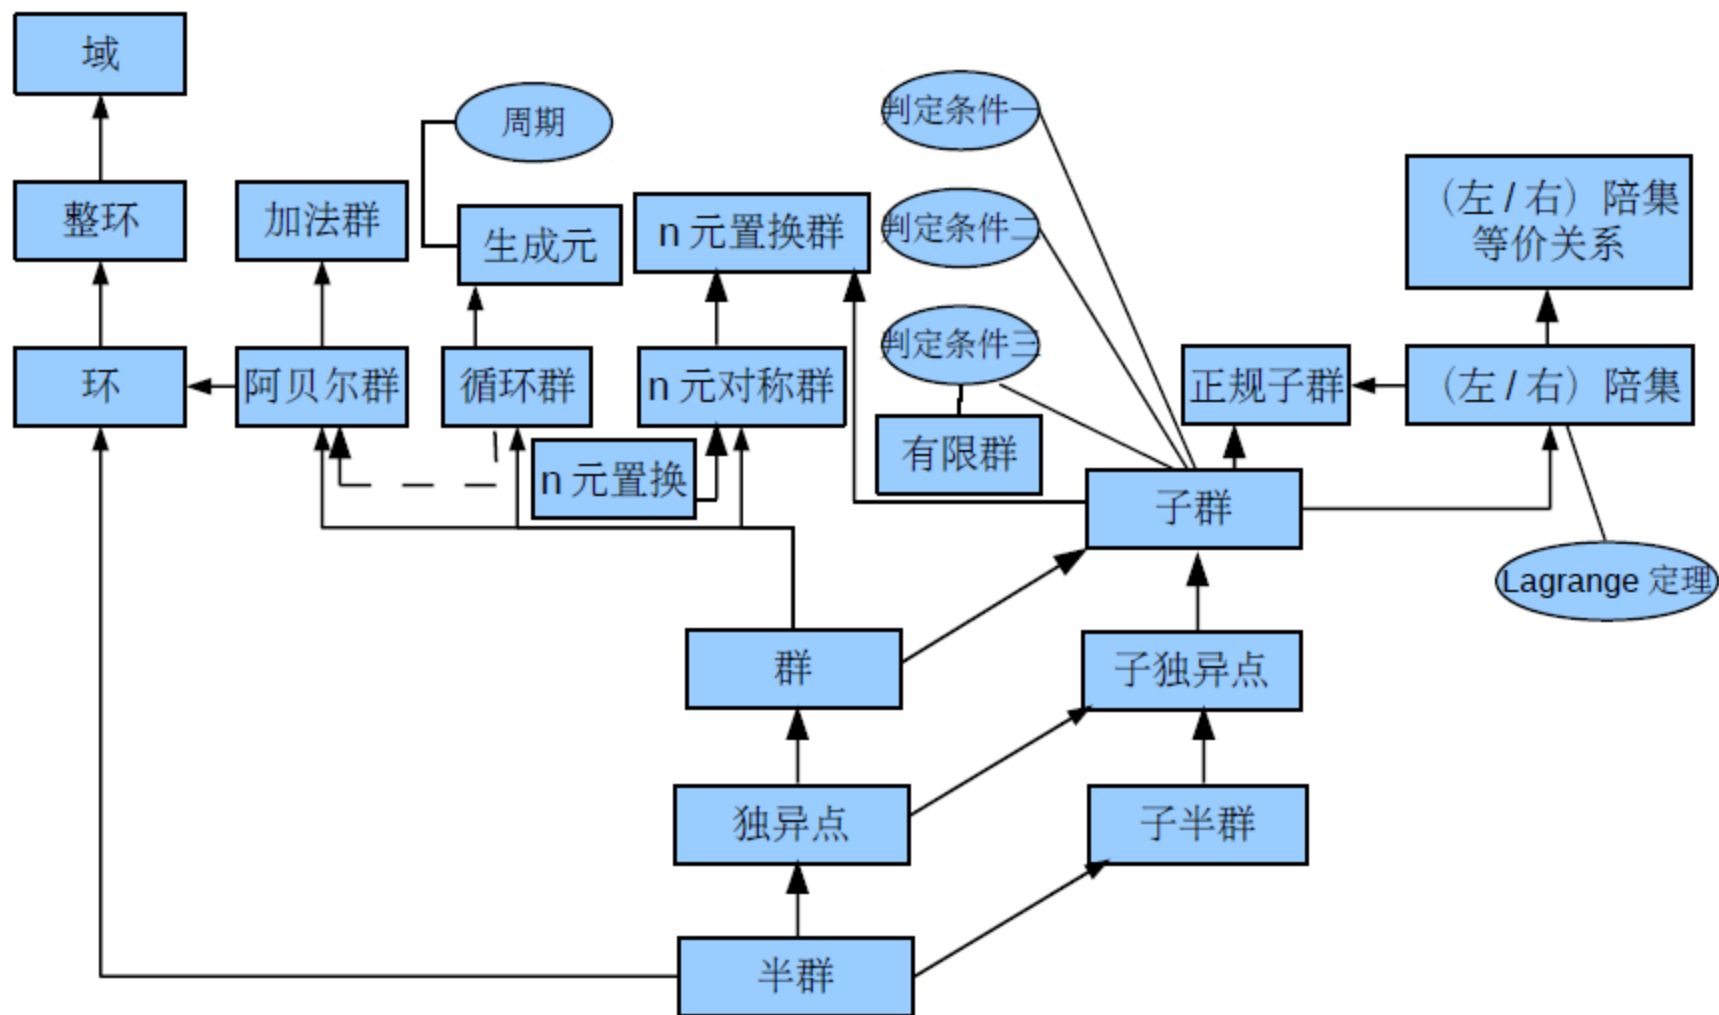 域
周期
判定条件一
整环
加法群
生成元
n 元置换群
判定条件二
（左 / 右）陪集
等价关系
判定条件三
环
阿贝尔群
循环群
n 元对称群
正规子群
（左 / 右）陪集
有限群
n 元置换
子群
Lagrange 定理
群
子独异点
独异点
子半群
半群